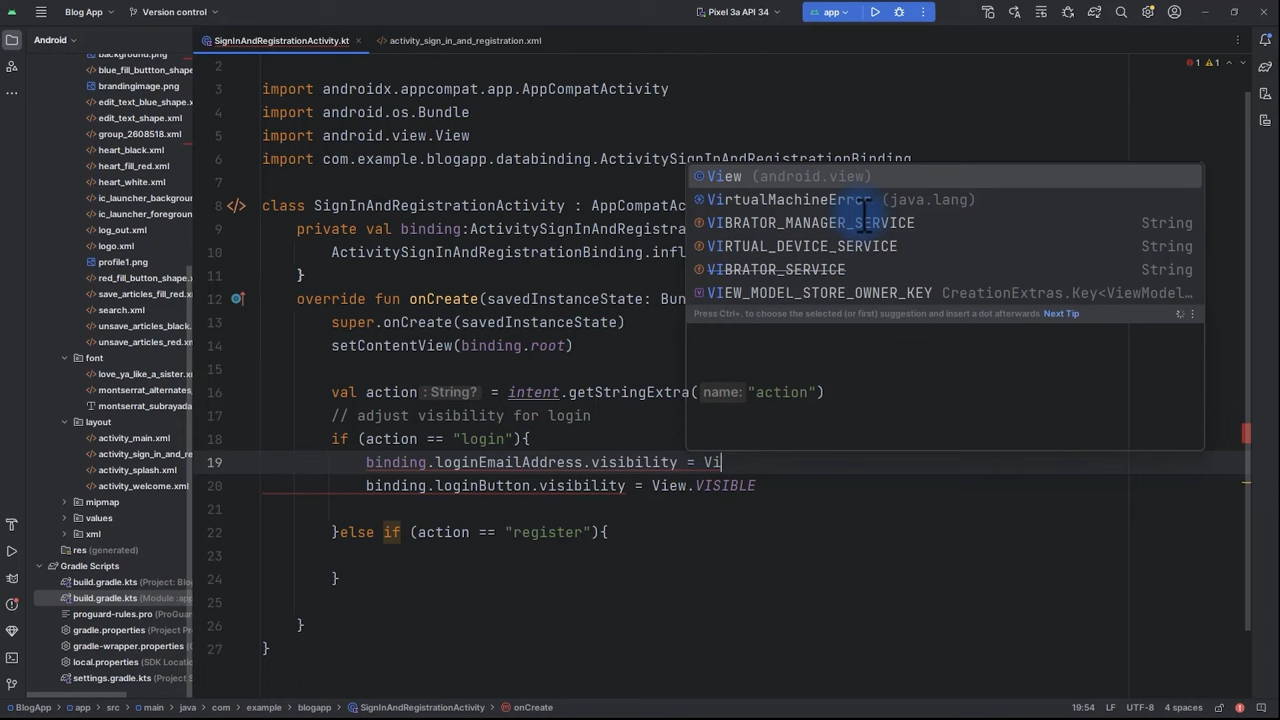 Blog App
Version control
Pixel 3a API 34
app
Android
SignInAndRegistrationActivity.kt
activity_sign_in_and_registration.xml
background.png
blue_fill_buttton_shape
brandingimage.png
edit_text_blue_shape.x
edit_text_shape.xml
group_2608518.xml
heart_black.xml
heart_fill_red.xml
heart_white.xml
ic_launcher_backgroun
ic_launcher_foregroun
log_out.xml
logo.xml
profile1.png
red_fill_button_shape.x
save_articles_fill_red.x
search.xml
unsave_articles_black.
unsave_articles_red.xm
font
love_ya_like_a_sister.x
montserrat_alternates_
montserrat_subrayada
layout
activity_main.xml
activity_sign_in_and_re
activity_splash.xml
activity_welcome.xml
mipmap
values
xml
res (generated)
Gradle Scripts
build.gradle.kts (Project: Blo
build.gradle.kts (Module :app
proguard-rules.pro (ProGua
gradle.properties (Project Pr
gradle-wrapper.properties (
local.properties (SDK Locatio
settings.gradle.kts (Project S
1 1
2
3 import androidx.appcompat.app.AppCompatActivity
4 import android.os.Bundle
5 import android.view.View
6 import com.example.blogapp.databinding.ActivitySignInAndRegistrationBinding
7
8 class SignInAndRegistrationActivity : AppCompatA
9 private val binding:ActivitySignInAndRegistra
10 ActivitySignInAndRegistrationBinding.infl
11 }
12 override fun onCreate(savedInstanceState: Bun
13 super.onCreate(savedInstanceState)
14 setContentView(binding.root)
15
16 val action : String? = intent.getStringExtra( name: "action")
17 // adjust visibility for login
18 if (action == "login"){
19 binding.loginEmailAddress.visibility = Vi
20 binding.loginButton.visibility = View.VISIBLE
21
22 }else if (action == "register"){
23
24 }
25
26 }
27 }
View (android.view)
VirtualMachineError (java.lang)
VIBRATOR_MANAGER_SERVICE String
VIRTUAL_DEVICE_SERVICE String
VIBRATOR_SERVICE String
VIEW_MODEL_STORE_OWNER_KEY CreationExtras.Key<ViewModel…
Press Ctrl+. to choose the selected (or first) suggestion and insert a dot afterwards Next Tip
BlogApp > app > src > main > java > com > example > blogapp > SignInAndRegistrationActivity > onCreate
19:54 LF UTF-8 4 spaces